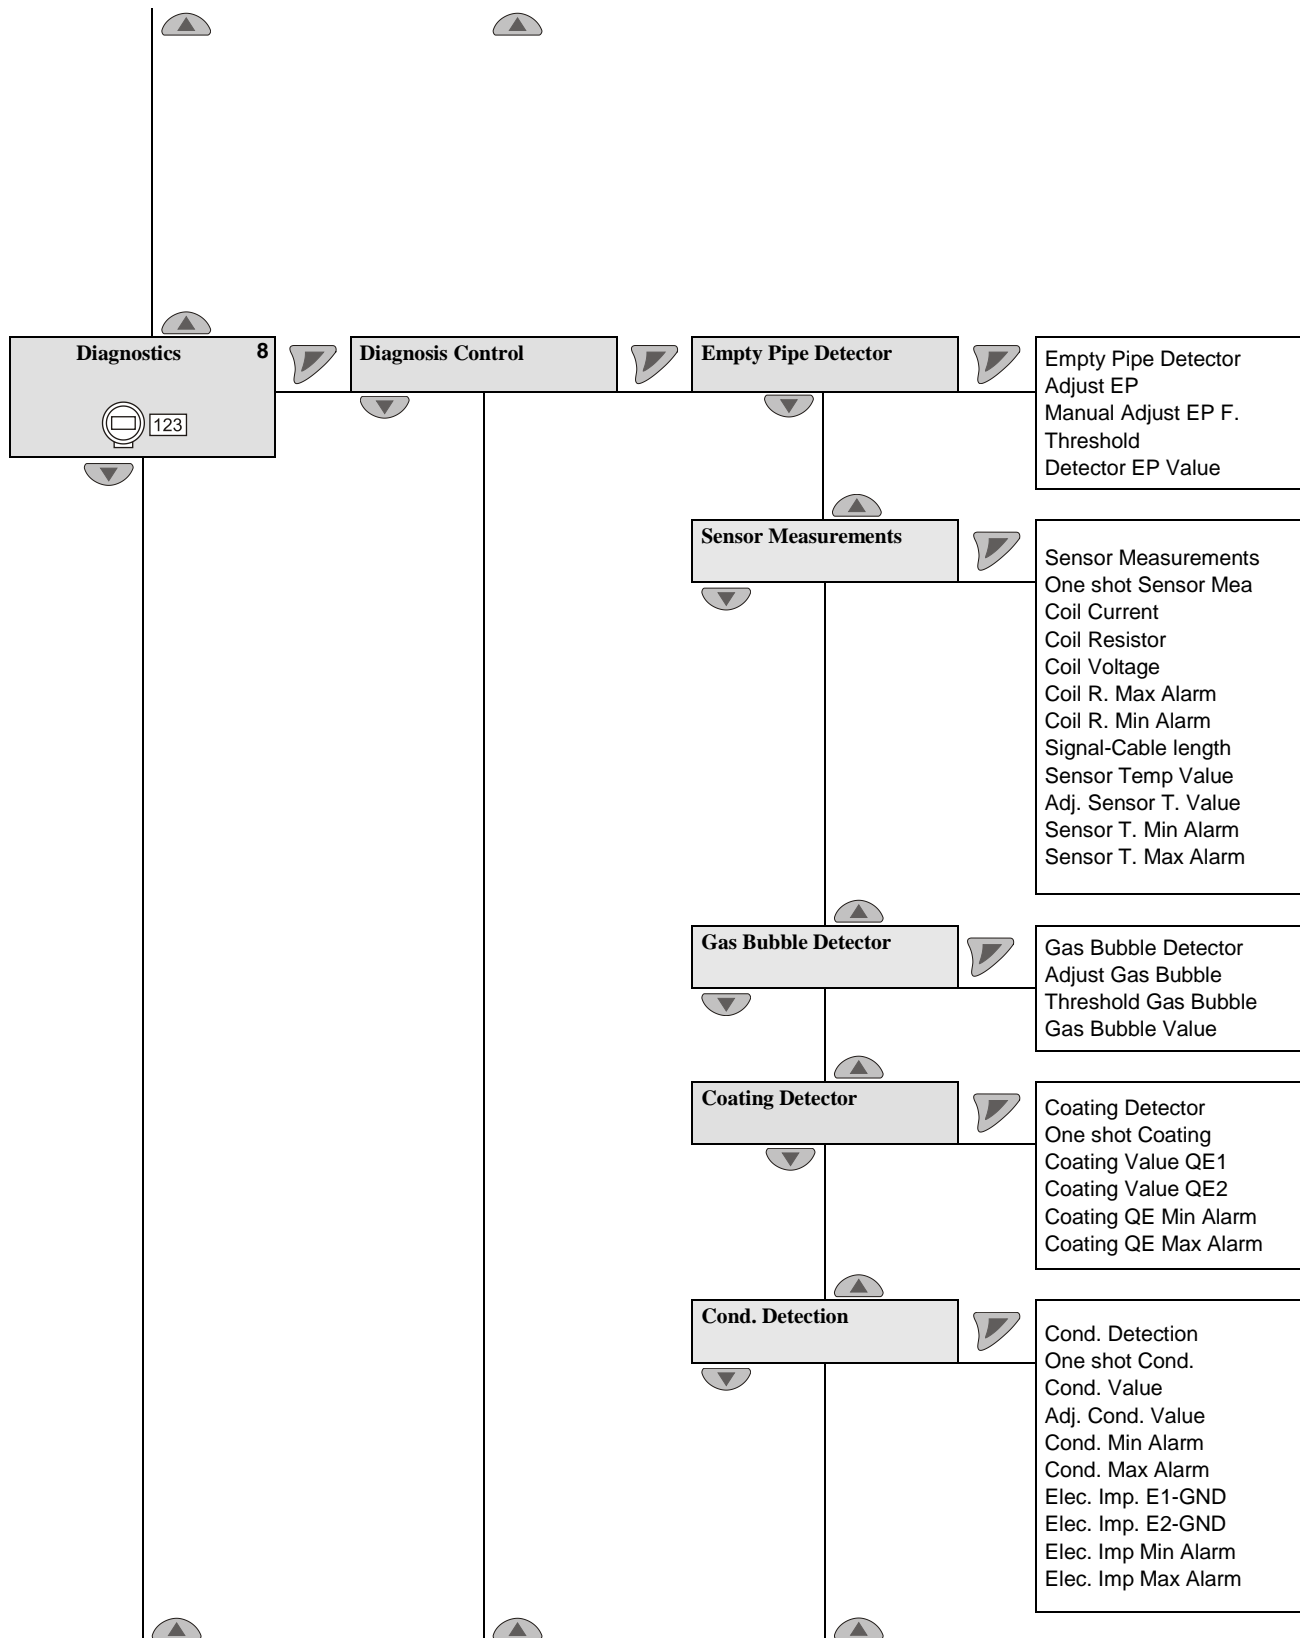 Diagnostics 8
123
Diagnosis Control
Empty Pipe Detector
Empty Pipe Detector
Adjust EP
Manual Adjust EP F.
Threshold
Detector EP Value
Sensor Measurements
Sensor Measurements
One shot Sensor Mea
Coil Current
Coil Resistor
Coil Voltage
Coil R. Max Alarm
Coil R. Min Alarm
Signal-Cable length
Sensor Temp Value
Adj. Sensor T. Value
Sensor T. Min Alarm
Sensor T. Max Alarm
Gas Bubble Detector
Gas Bubble Detector
Adjust Gas Bubble
Threshold Gas Bubble
Gas Bubble Value
Coating Detector
Coating Detector
One shot Coating
Coating Value QE1
Coating Value QE2
Coating QE Min Alarm
Coating QE Max Alarm
Cond. Detection
Cond. Detection
One shot Cond.
Cond. Value
Adj. Cond. Value
Cond. Min Alarm
Cond. Max Alarm
Elec. Imp. E1-GND
Elec. Imp. E2-GND
Elec. Imp Min Alarm
Elec. Imp Max Alarm